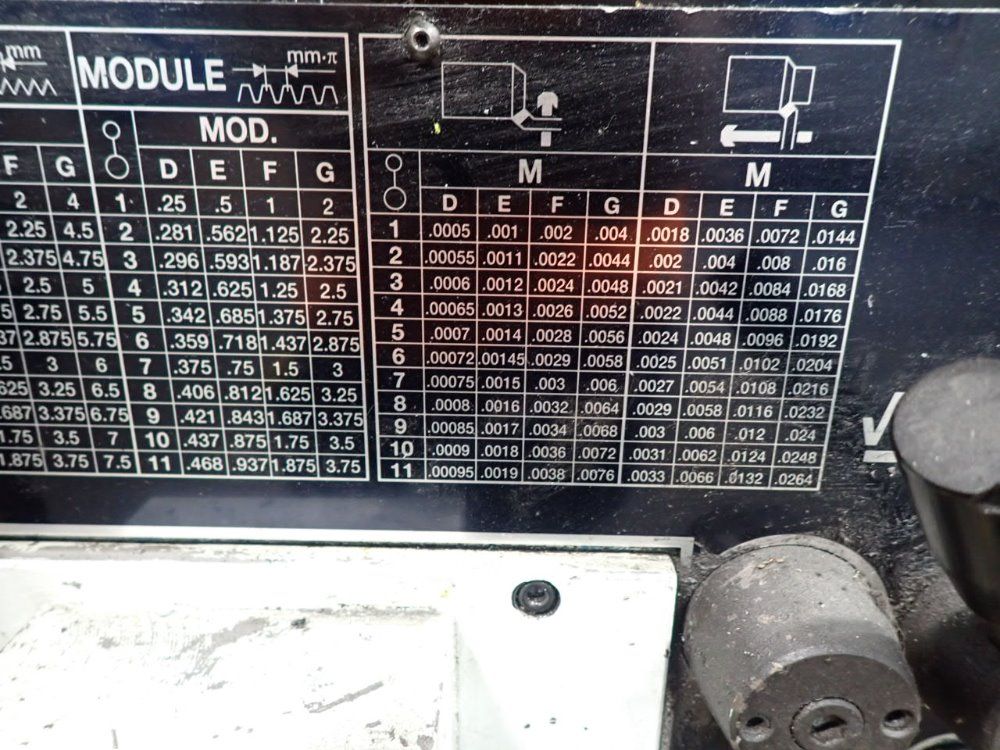 mm MODULE mm·π
MOD.
M M
F G D E F G
D E F G D E F G
2 4 1 .25 .5 1 2 1 .0005 .001 .002 .004 .0018 .0036 .0072 .0144
2.25 4.5 2 .281 .562 1.125 2.25 2 .00055 .0011 .0022 .0044 .002 .004 .008 .016
2.375 4.75 3 .296 .593 1.187 2.375 3 .0006 .0012 .0024 .0048 .0021 .0042 .0084 .0168
2.5 5 4 .312 .625 1.25 2.5 4 .00065 .0013 .0026 .0052 .0022 .0044 .0088 .0176
2.75 5.5 5 .342 .685 1.375 2.75 5 .0007 .0014 .0028 .0056 .0024 .0048 .0096 .0192
2.875 5.75 6 .359 .718 1.437 2.875 6 .00072 .00145 .0029 .0058 .0025 .0051 .0102 .0204
3 6 7 .375 .75 1.5 3 7 .00075 .0015 .003 .006 .0027 .0054 .0108 .0216
625 3.25 6.5 8 .406 .812 1.625 3.25 8 .0008 .0016 .0032 .0064 .0029 .0058 .0116 .0232
.687 3.375 6.75 9 .421 .843 1.687 3.375 9 .00085 .0017 .0034 .0068 .003 .006 .012 .024
1.75 3.5 7 10 .437 .875 1.75 3.5 10 .0009 .0018 .0036 .0072 .0031 .0062 .0124 .0248
1.875 3.75 7.5 11 .468 .937 1.875 3.75 11 .00095 .0019 .0038 .0076 .0033 .0066 .0132 .0264